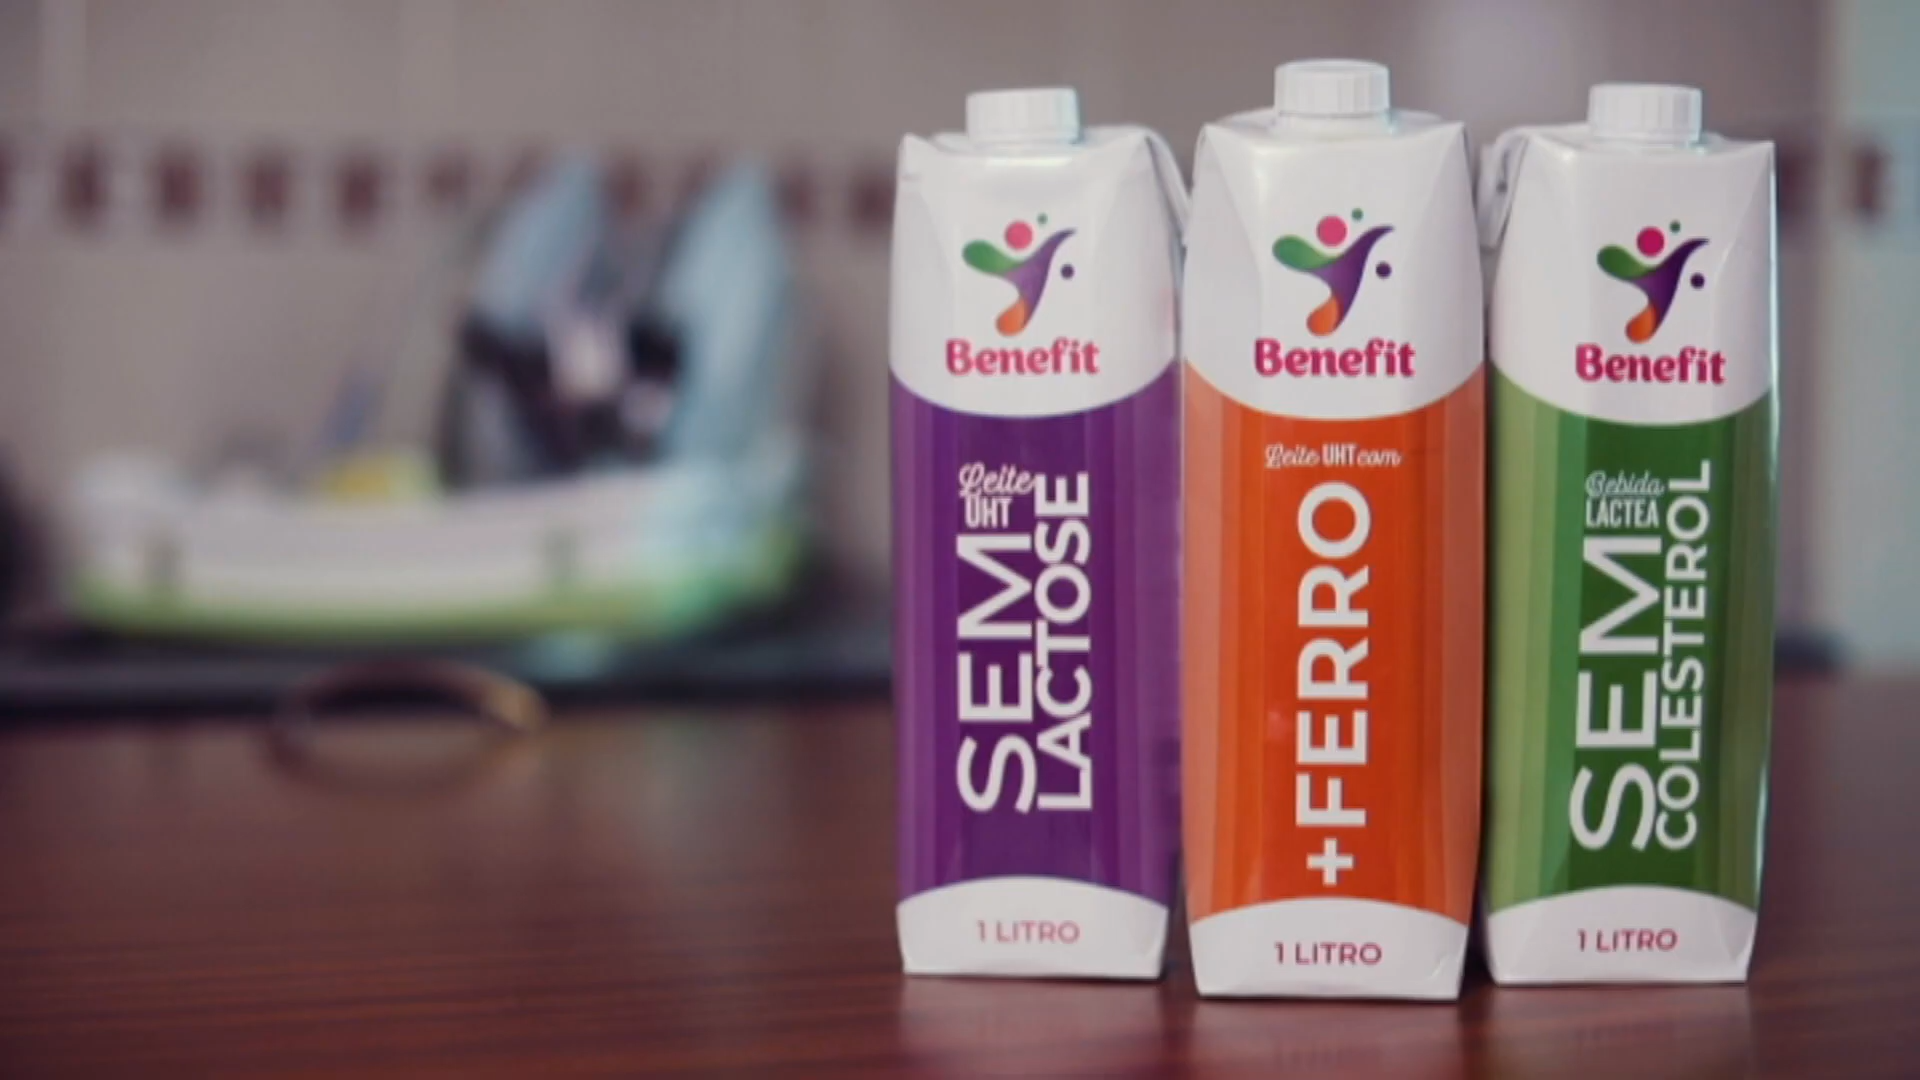 Benefit
Leite
UHT
SEM
LACTOSE
1 LITRO
Benefit
Leite UHT com
+FERRO
1 LITRO
Benefit
Bebida
LACTEA
SEM
COLESTEROL
1 LITRO